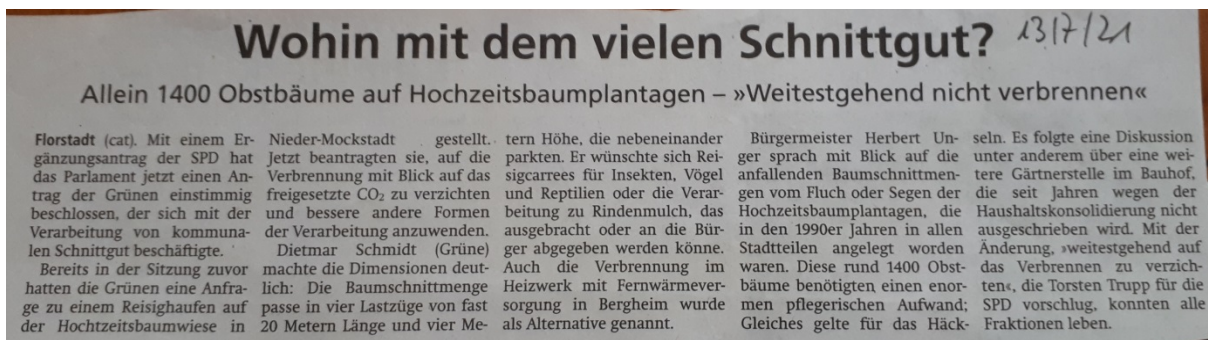 Wohin mit dem vielen Schnittgut?
13/7/21
Allein 1400 Obstbäume auf Hochzeitsbaumplantagen – »Weitestgehend nicht verbrennen«
Florstadt (cat). Mit einem Er-
gänzungsantrag der SPD hat
das Parlament jetzt einen An-
trag der Grünen einstimmig
beschlossen, der sich mit der
Verarbeitung von kommuna-
len Schnittgut beschäftigte.
Bereits in der Sitzung zuvor
hatten die Grünen eine Anfra-
ge zu einem Reisighaufen auf
der Hochtzeitsbaumwiese in
Nieder-Mockstadt gestellt.
Jetzt beantragten sie, auf die
Verbrennung mit Blick auf das
freigesetzte CO₂ zu verzichten
und bessere andere Formen
der Verarbeitung anzuwenden.
Dietmar Schmidt (Grüne)
machte die Dimensionen deut-
lich: Die Baumschnittmenge
passe in vier Lastzüge von fast
20 Metern Länge und vier Me-
tern Höhe, die nebeneinander
parkten. Er wünschte sich Rei-
sigcarrees für Insekten, Vögel
und Reptilien oder die Verar-
beitung zu Rindenmulch, das
ausgebracht oder an die Bür-
ger abgegeben werden könne.
Auch die Verbrennung im
Heizwerk mit Fernwärmever-
sorgung in Bergheim wurde
als Alternative genannt.
Bürgermeister Herbert Un-
ger sprach mit Blick auf die
anfallenden Baumschnittmen-
gen vom Fluch oder Segen der
Hochzeitsbaumplantagen, die
in den 1990er Jahren in allen
Stadtteilen angelegt worden
waren. Diese rund 1400 Obst-
bäume benötigten einen enor-
men pflegerischen Aufwand;
Gleiches gelte für das Häck-
seln. Es folgte eine Diskussion
unter anderem über eine wei-
tere Gärtnerstelle im Bauhof,
die seit Jahren wegen der
Haushaltskonsolidierung nicht
ausgeschrieben wird. Mit der
Änderung, »weitestgehend auf
das Verbrennen zu verzich-
ten«, die Torsten Trupp für die
SPD vorschlug, konnten alle
Fraktionen leben.